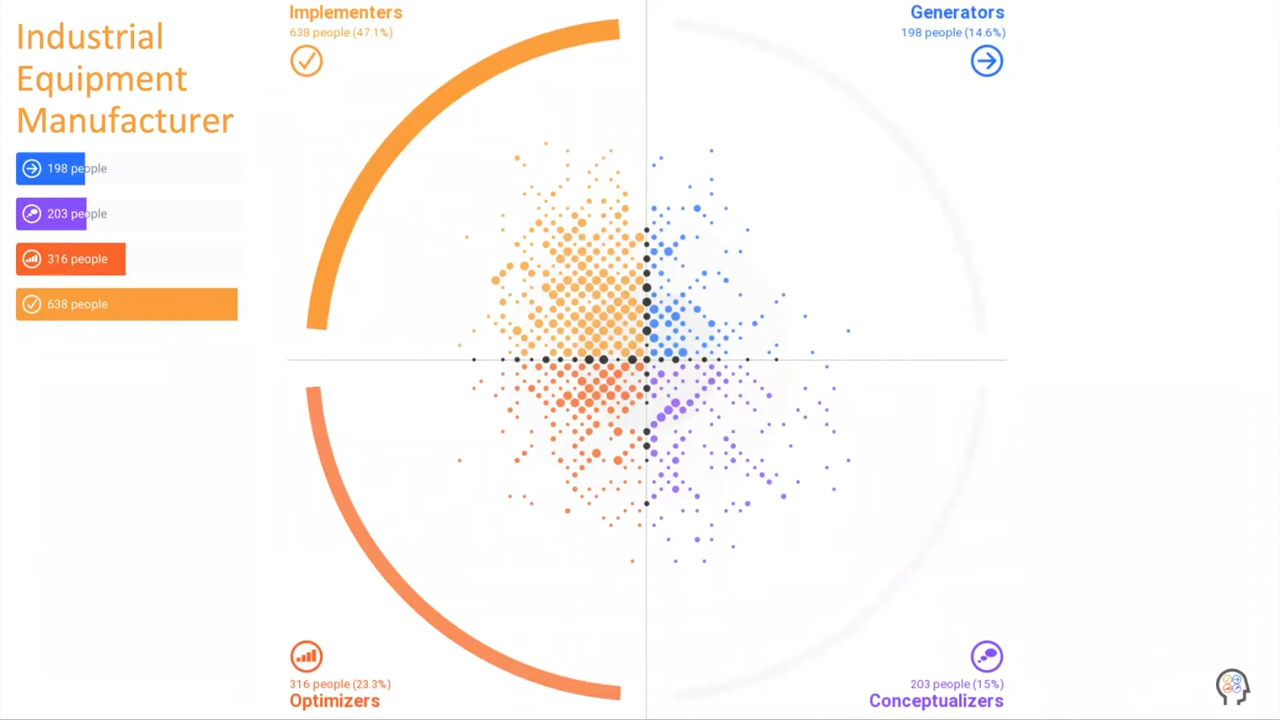 Industrial
Equipment
Manufacturer
198 people
203 people
316 people
638 people
Implementers
638 people (47.1%)
Generators
198 people (14.6%)
316 people (23.3%)
Optimizers
203 people (15%)
Conceptualizers